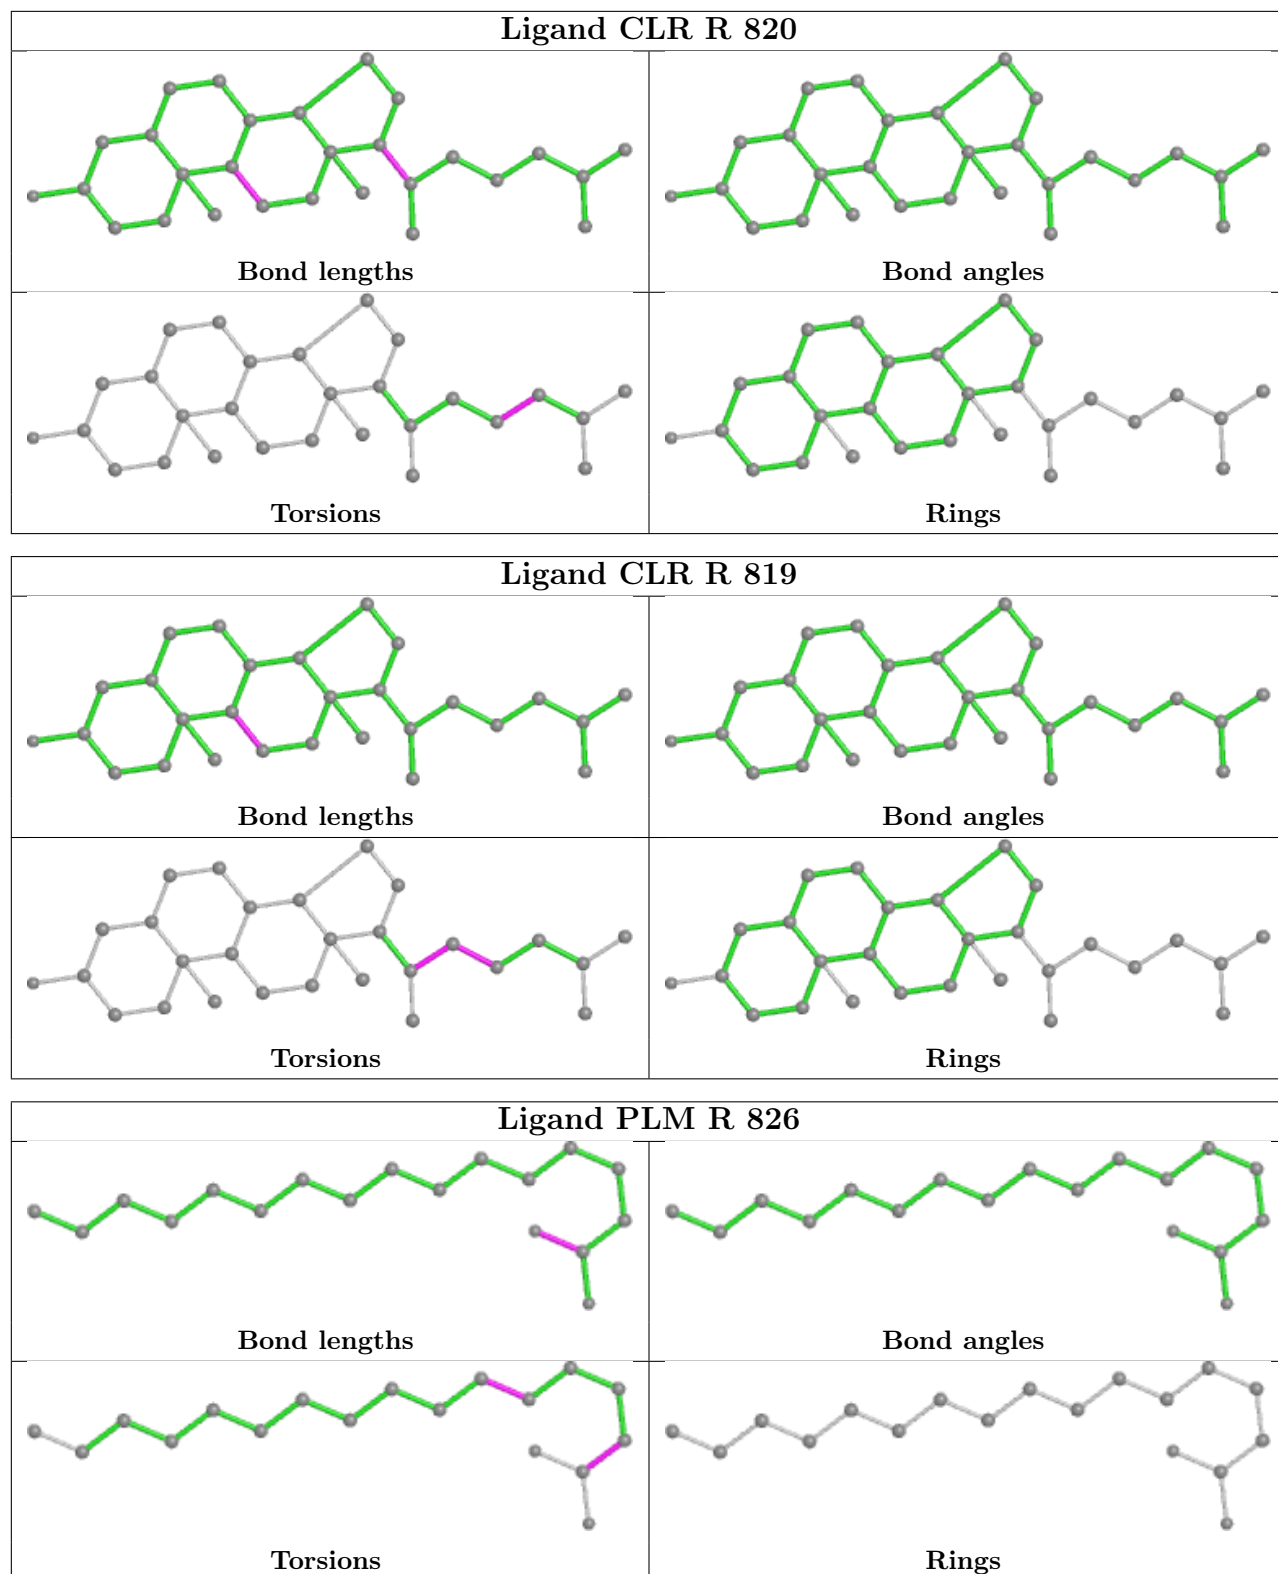 Ligand CLR R 820
Bond lengths
Bond angles
Torsions
Rings
Ligand CLR R 819
Bond lengths
Bond angles
Torsions
Rings
Ligand PLM R 826
Bond lengths
Bond angles
Torsions
Rings